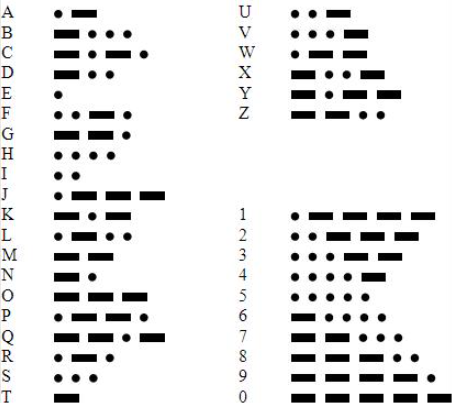 A • ▬
B ▬ • • •
C ▬ • ▬ •
D ▬ • •
E •
F • • ▬ •
G ▬ ▬ •
H • • • •
I • •
J • ▬ ▬ ▬
K ▬ • ▬
L • ▬ • •
M ▬ ▬
N ▬ •
O ▬ ▬ ▬
P • ▬ ▬ •
Q ▬ ▬ • ▬
R • ▬ •
S • • •
T ▬
U • • ▬
V • • • ▬
W • ▬ ▬
X ▬ • • ▬
Y ▬ • ▬ ▬
Z ▬ ▬ • •
1 • ▬ ▬ ▬ ▬
2 • • ▬ ▬ ▬
3 • • • ▬ ▬
4 • • • • ▬
5 • • • • •
6 ▬ • • • •
7 ▬ ▬ • • •
8 ▬ ▬ ▬ • •
9 ▬ ▬ ▬ ▬ •
0 ▬ ▬ ▬ ▬ ▬